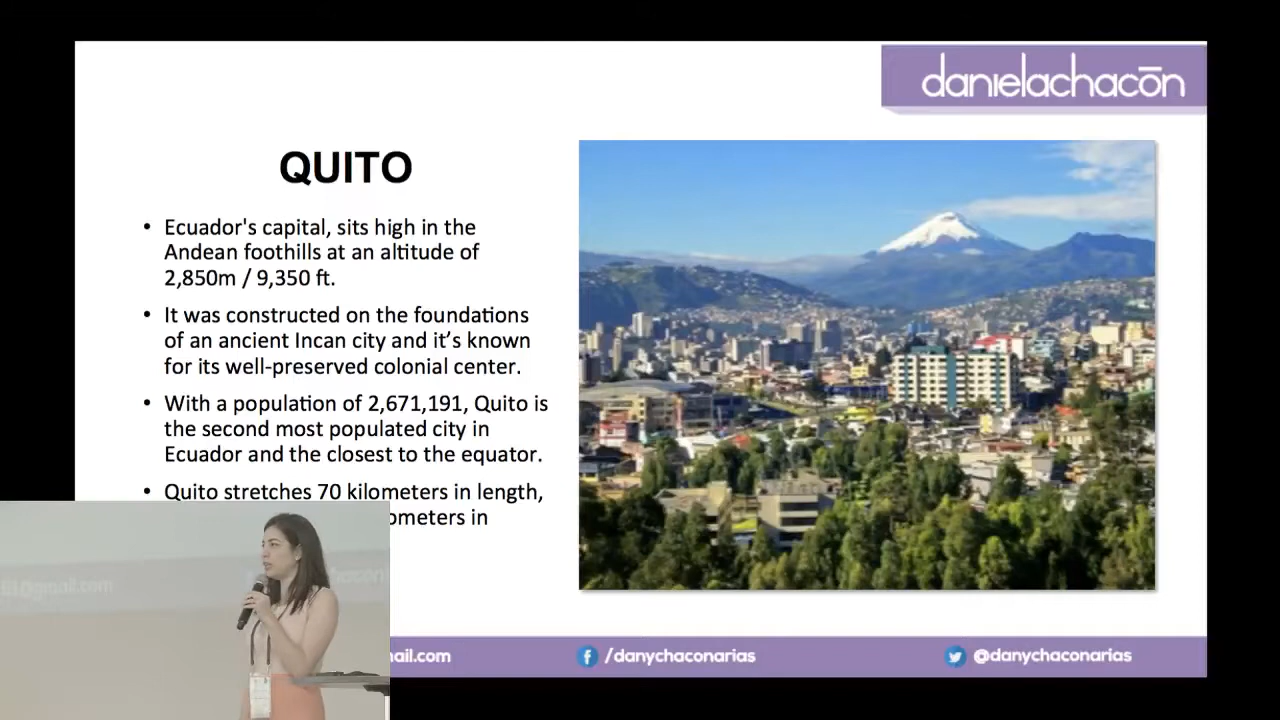 danielachacōn
QUITO
• Ecuador's capital, sits high in the
Andean foothills at an altitude of
2,850m / 9,350 ft.
• It was constructed on the foundations
of an ancient Incan city and it’s known
for its well-preserved colonial center.
• With a population of 2,671,191, Quito is
the second most populated city in
Ecuador and the closest to the equator.
• Quito stretches 70 kilometers in length,
in
/danychaconarias
@danychaconarias